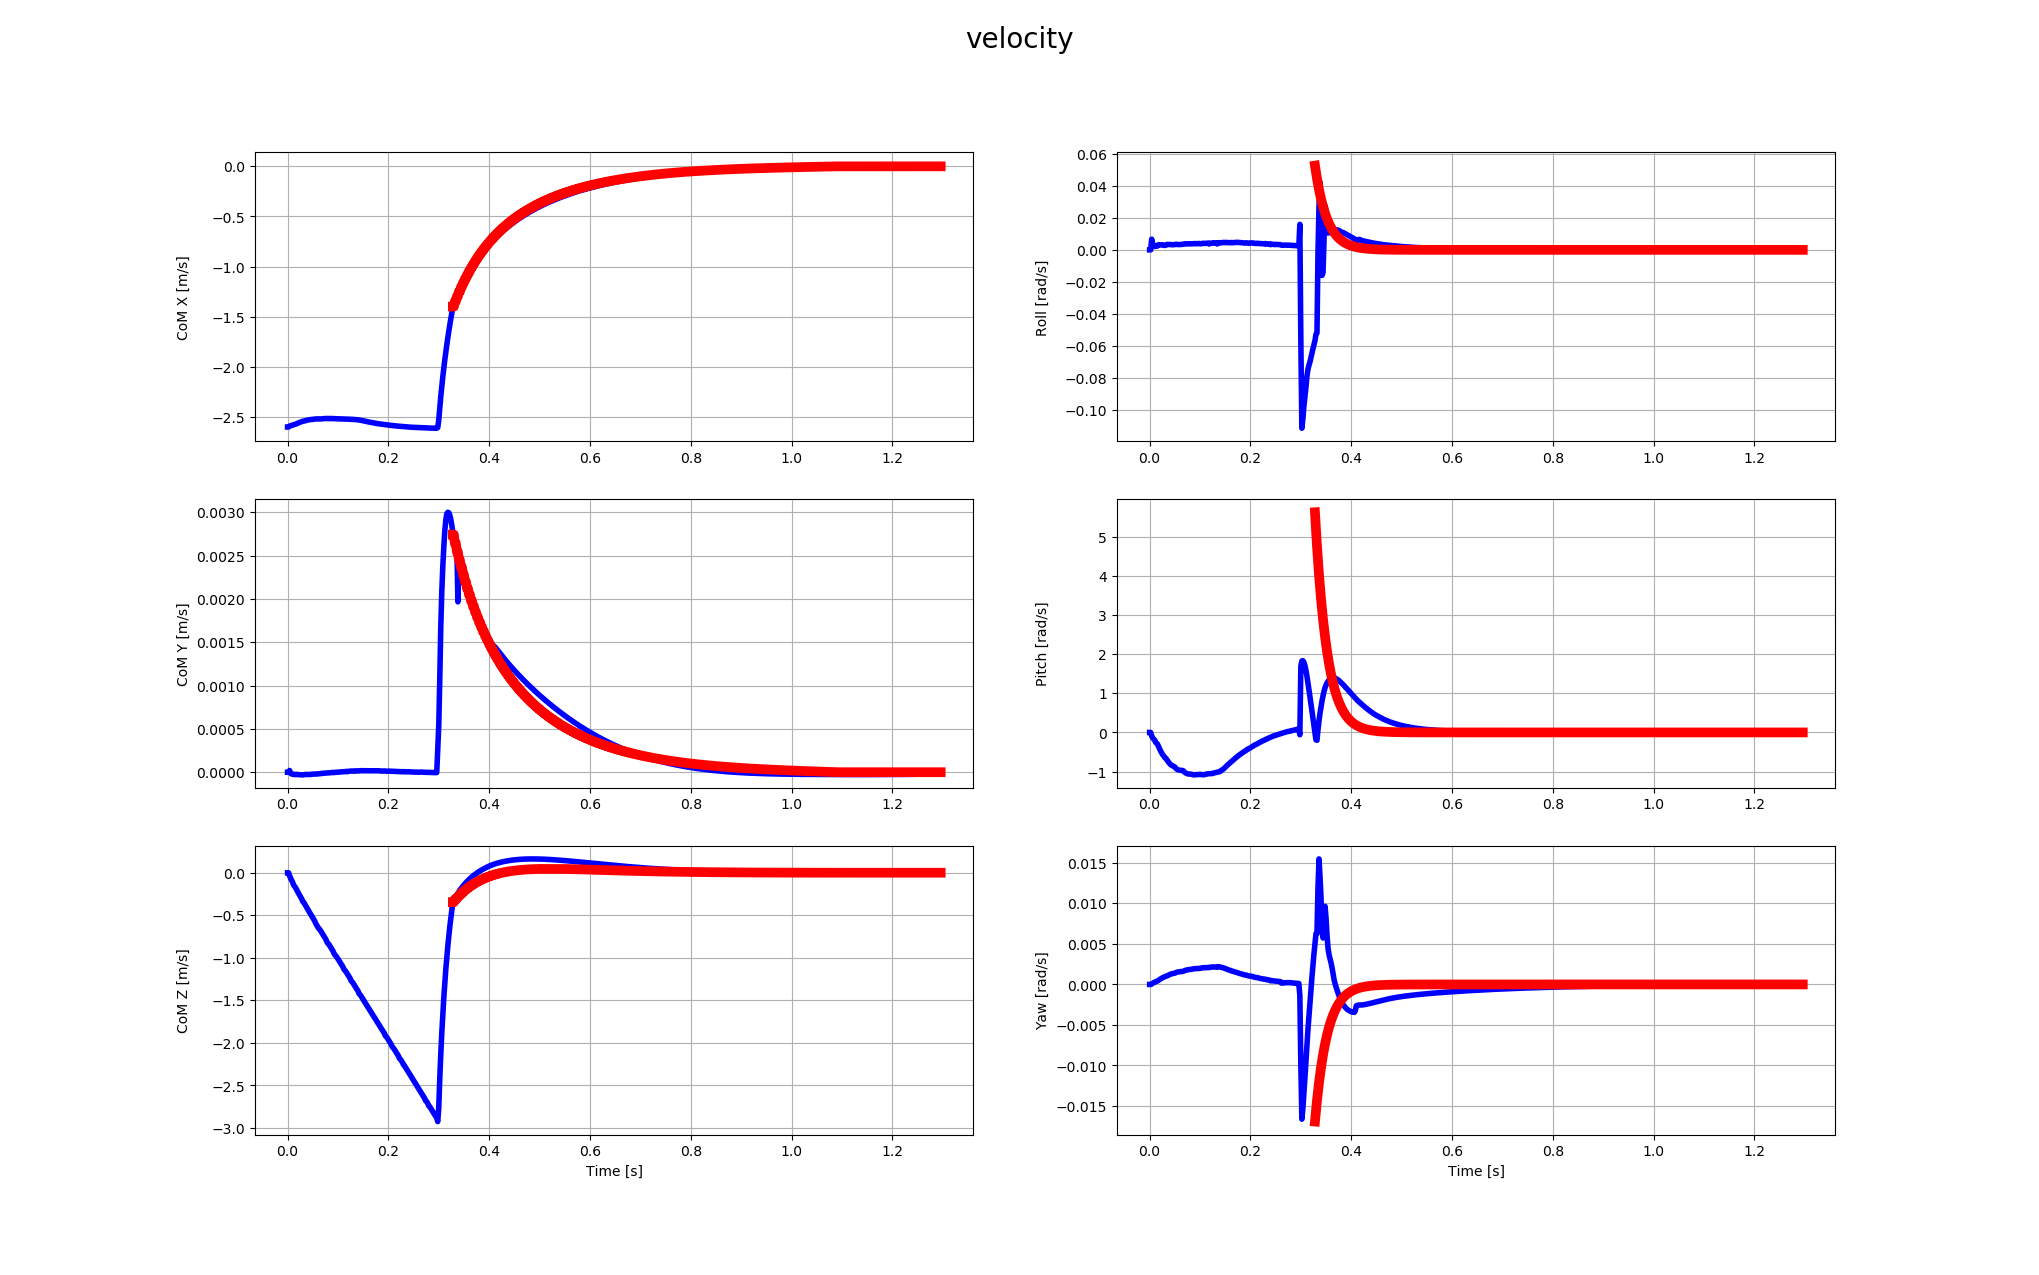 velocity
CoM X [m/s]
0.0
−0.5
−1.0
−1.5
−2.0
−2.5
0.0 0.2 0.4 0.6 0.8 1.0 1.2
Roll [rad/s]
0.06
0.04
0.02
0.00
−0.02
−0.04
−0.06
−0.08
−0.10
0.0 0.2 0.4 0.6 0.8 1.0 1.2
CoM Y [m/s]
0.0030
0.0025
0.0020
0.0015
0.0010
0.0005
0.0000
0.0 0.2 0.4 0.6 0.8 1.0 1.2
Pitch [rad/s]
5
4
3
2
1
0
−1
0.0 0.2 0.4 0.6 0.8 1.0 1.2
CoM Z [m/s]
0.0
−0.5
−1.0
−1.5
−2.0
−2.5
−3.0
0.0 0.2 0.4 0.6 0.8 1.0 1.2
Time [s]
Yaw [rad/s]
0.015
0.010
0.005
0.000
−0.005
−0.010
−0.015
0.0 0.2 0.4 0.6 0.8 1.0 1.2
Time [s]